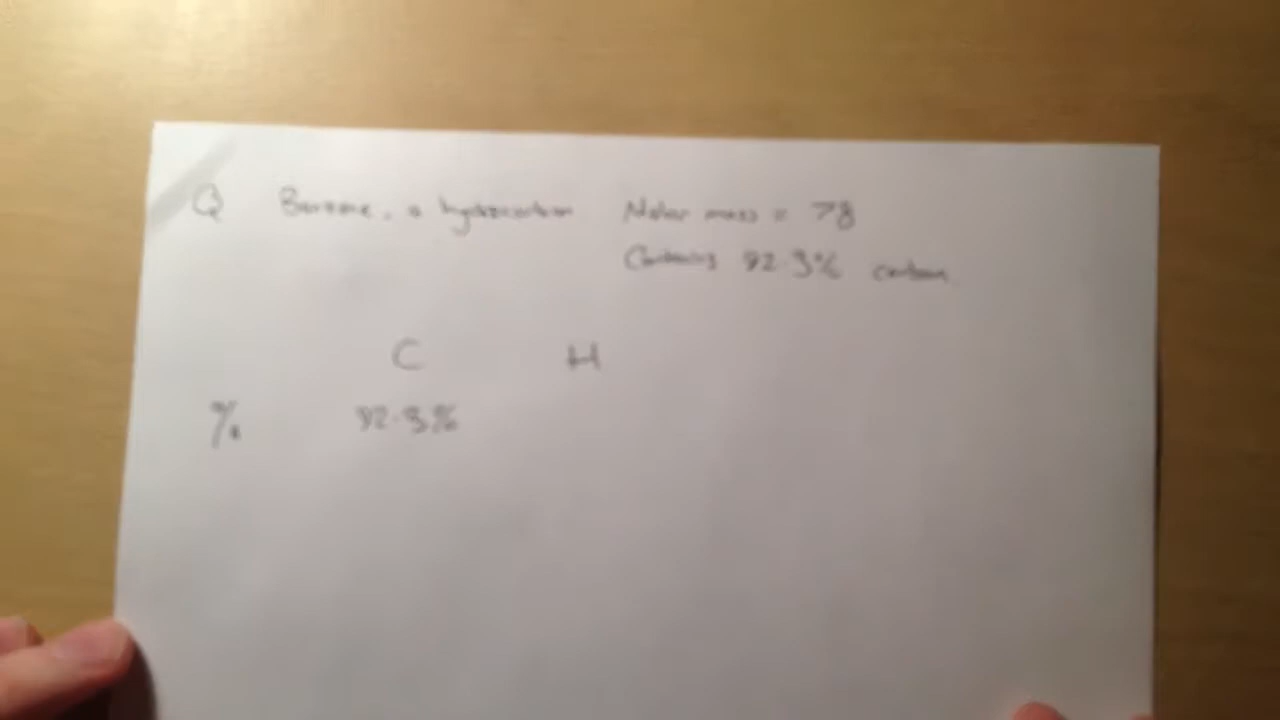 Q Benzene, a hydrocarbon Molar mass = 78
Contains 92.3% carbon
C H
% 92.3%